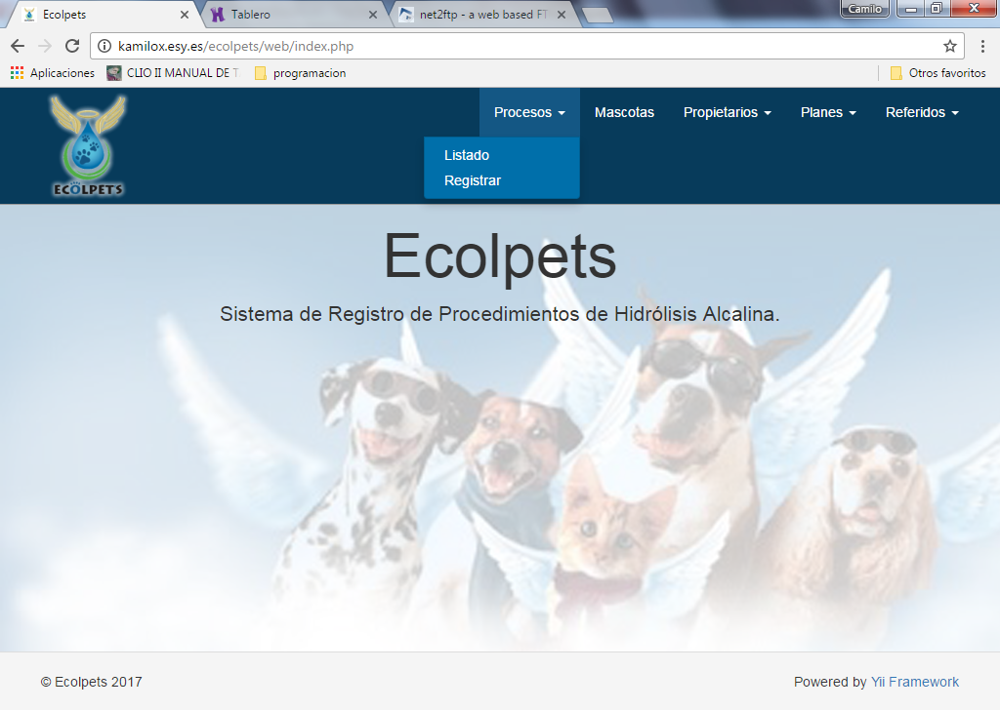 Ecolpets
Tablero
net2ftp - a web based FT
Camilo
kamilox.esy.es/ecolpets/web/index.php
Aplicaciones
CLIO II MANUAL DE T
programacion
Otros favoritos
ECOLPETS
Procesos
Mascotas
Propietarios
Planes
Referidos
Listado
Registrar
Ecolpets
Sistema de Registro de Procedimientos de Hidrólisis Alcalina.
© Ecolpets 2017
Powered by Yii Framework